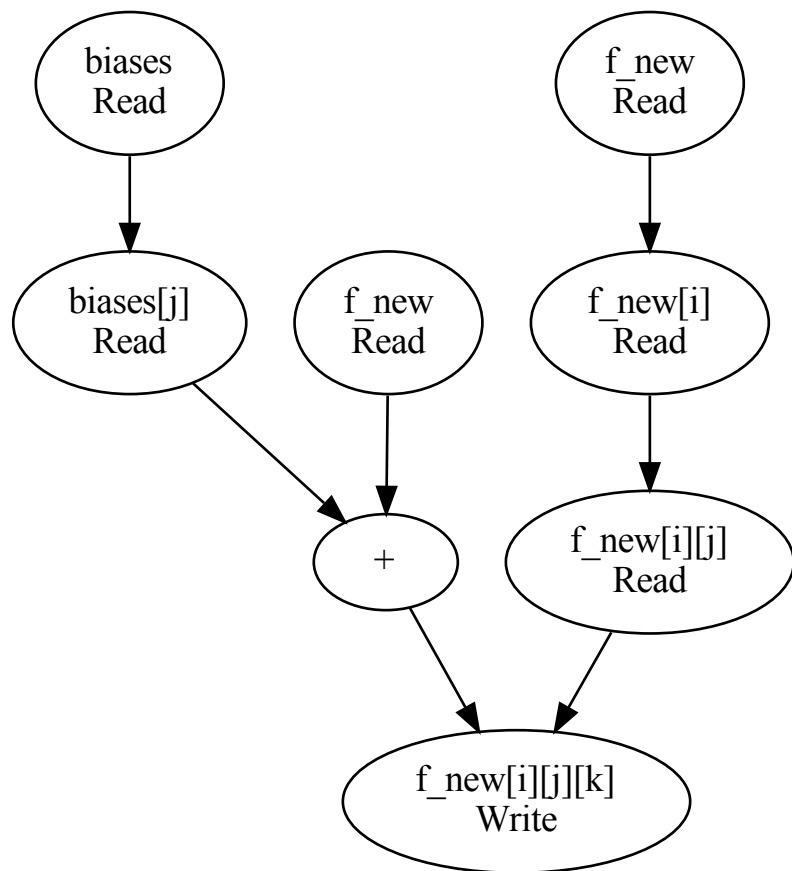 biases
Read
f_new
Read
biases[j]
Read
f_new
Read
f_new[i]
Read
+
f_new[i][j]
Read
f_new[i][j][k]
Write